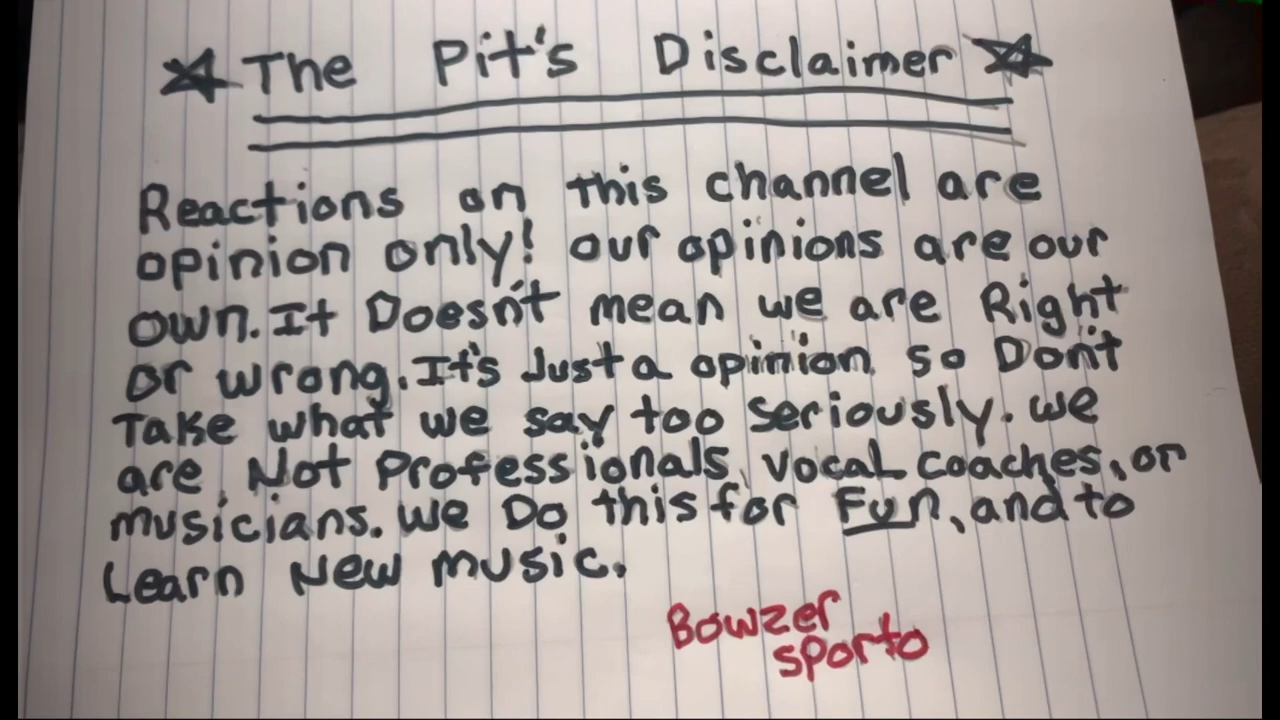 The Pit's Disclaimer
Reactions on this channel are
opinion only! our opinions are our
own. It Doesn't mean we are Right
or wrong. It's Just a opinion so Don't
Take what we say too seriously. we
are Not Professionals, vocal coaches, or
musicians. we Do this for Fun, and to
Learn New music.
Bowzer
sporto